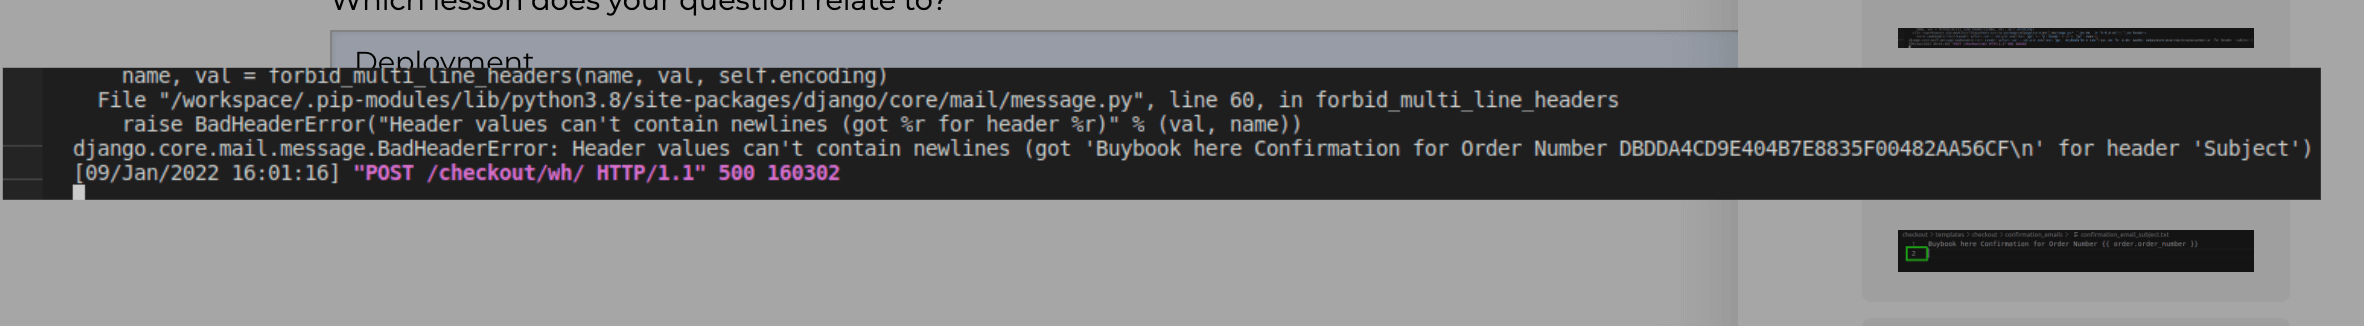 Which lesson does your question relate to?
Deployment
name, val = forbid_multi_line_headers(name, val, self.encoding)
File "/workspace/.pip-modules/lib/python3.8/site-packages/django/core/mail/message.py", line 60, in forbid_multi_line_headers
raise BadHeaderError("Header values can't contain newlines (got %r for header %r)" % (val, name))
django.core.mail.message.BadHeaderError: Header values can't contain newlines (got 'Buybook here Confirmation for Order Number DBDDA4CD9E404B7E8835F00482AA56CF\n' for header 'Subject')
[09/Jan/2022 16:01:16] "POST /checkout/wh/ HTTP/1.1" 500 160302
checkout > templates > checkout > confirmation_emails > confirmation_email_subject.txt
Buybook here Confirmation for Order Number {{ order.order_number }}
2